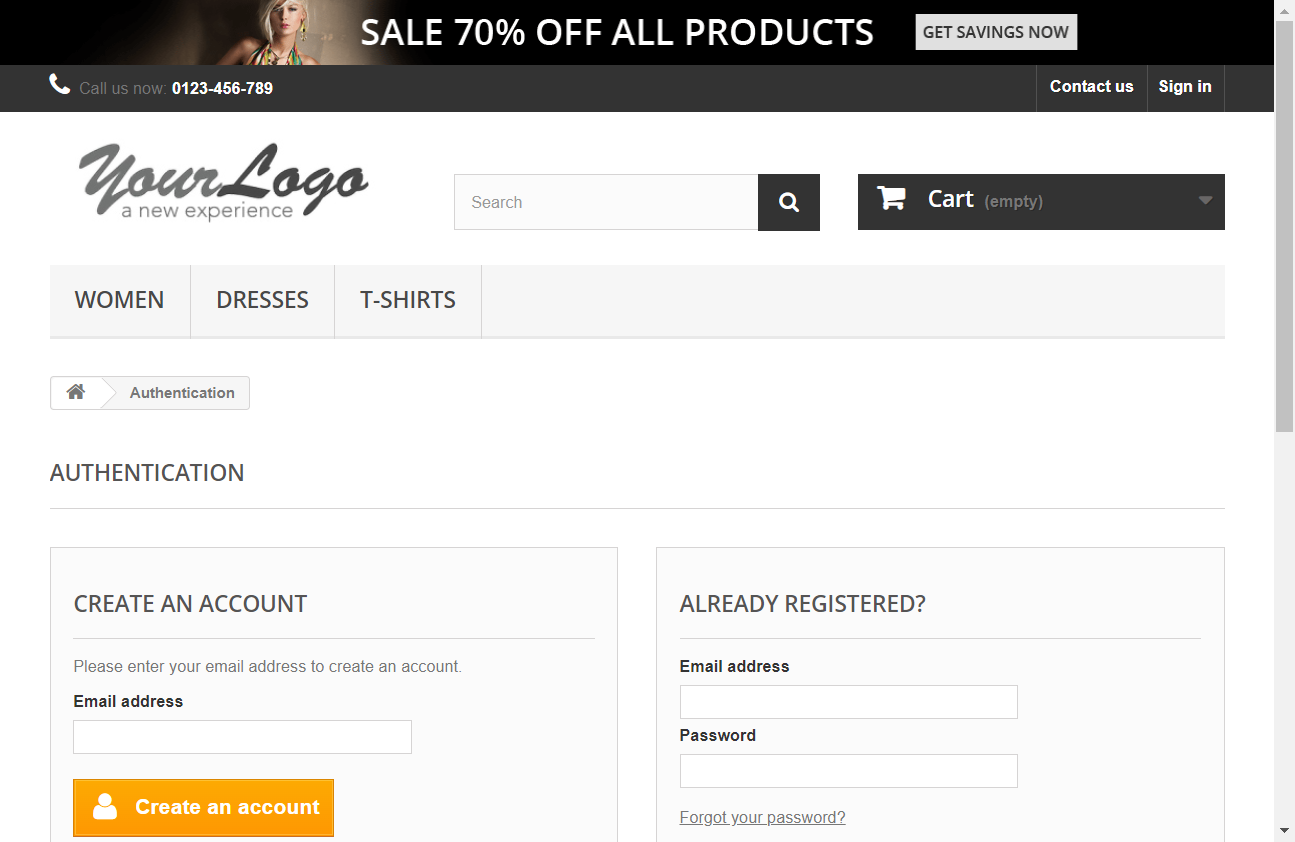 SALE 70% OFF ALL PRODUCTS GET SAVINGS NOW
Call us now: 0123-456-789 Contact us Sign in
YourLogo
a new experience
Search
Cart (empty)
WOMEN DRESSES T-SHIRTS
Authentication
AUTHENTICATION
CREATE AN ACCOUNT
Please enter your email address to create an account.
Email address
Create an account
ALREADY REGISTERED?
Email address
Password
Forgot your password?